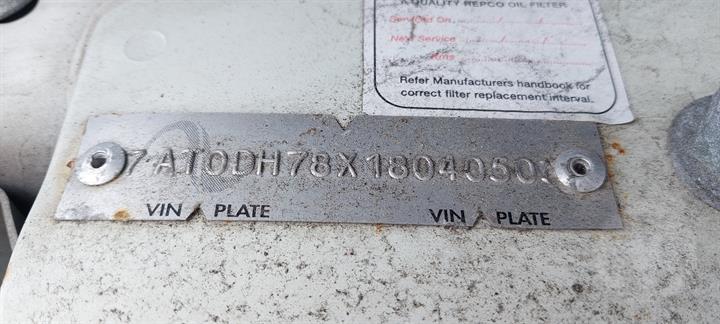 A QUALITY REPCO OIL FILTER
Serviced On
Next Service
Kms
Refer Manufacturers handbook for
correct filter replacement interval.
7AT0DH78X1804050
VIN PLATE VIN PLATE